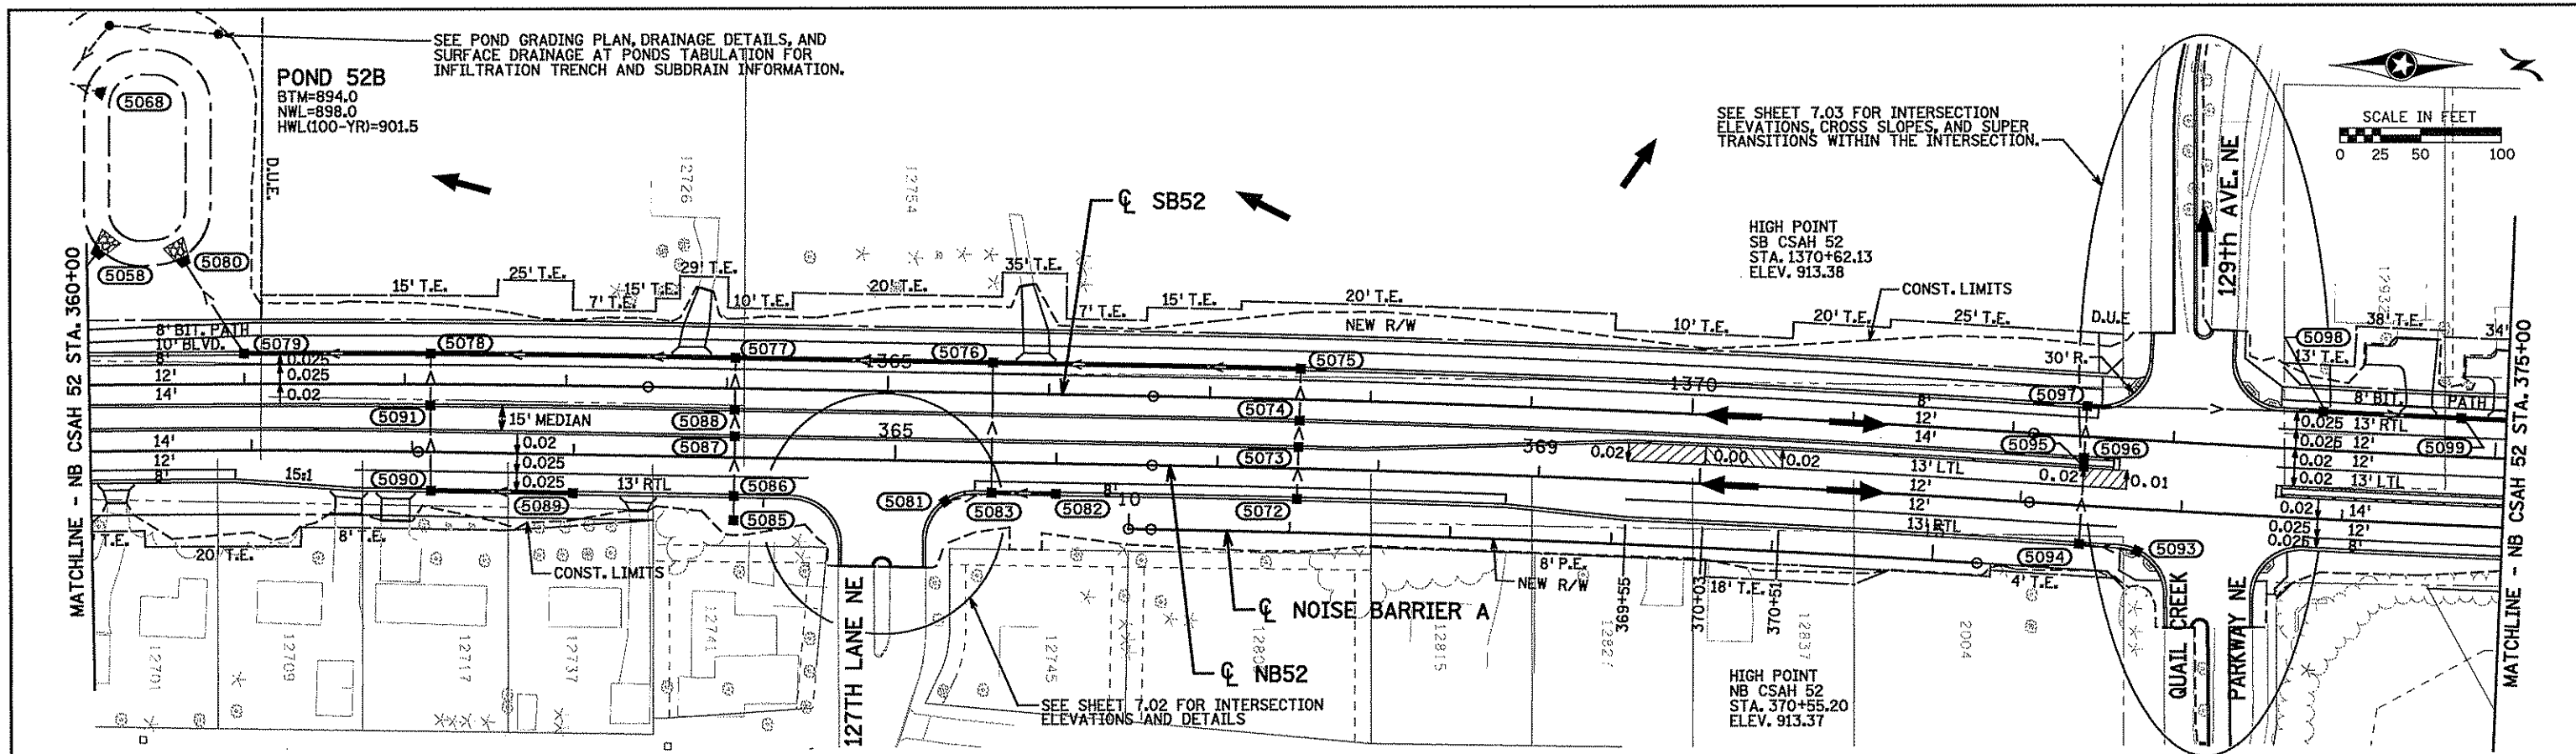 SEE POND GRADING PLAN, DRAINAGE DETAILS, AND
SURFACE DRAINAGE AT PONDS TABULATION FOR
INFILTRATION TRENCH AND SUBDRAIN INFORMATION.
POND 52B
BTM=894.0
NWL=898.0
HWL(100-YR)=901.5
5068
D.U.E.
5058
5080
12726
12754
SB52
SEE SHEET 7.03 FOR INTERSECTION
ELEVATIONS, CROSS SLOPES, AND SUPER
TRANSITIONS WITHIN THE INTERSECTION.
HIGH POINT
SB CSAH 52
STA. 1370+62.13
ELEV. 913.38
129th AVE. NE
SCALE IN FEET
0 25 50 100
15' T.E.
25' T.E.
7' T.E.
15' T.E.
29' T.E.
10' T.E.
20' T.E.
35' T.E.
7' T.E.
15' T.E.
20' T.E.
NEW R/W
10' T.E.
20' T.E.
25' T.E.
CONST. LIMITS
D.U.E
30' R.
5098
38' T.E.
34'
13' T.E.
MATCHLINE - NB CSAH 52 STA. 360+00
8' BIT. PATH
10' BLVD.
8'
12'
14'
5079
5078
5077
5076
5075
0.025
0.025
0.02
1365
1370
5091
15' MEDIAN
5088
5087
365
5074
5073
369
8'
12'
14'
5097
5095
5096
8' BIT. PATH
0.025 13' RTL
0.025 12'
0.02 12'
0.02 13' LTL
5099
14'
12'
8'
15:1
0.02
0.025
0.025
5090
13' RTL
5089
5086
5085
5081
5083
5082
8'
10
5072
0.02
0.00
0.02
13' LTL
12'
12'
13' RTL
0.02
0.01
0.02 14'
0.025 12'
0.025 8'
5094
5093
MATCHLINE - NB CSAH 52 STA. 375+00
' T.E.
20' T.E.
8' T.E.
CONST. LIMITS
12701
12709
12717
12737
12741
127TH LANE NE
12745
12815
12837
2004
8' P.E.
NEW R/W
18' T.E.
4' T.E.
369+55
370+03
370+51
NOISE BARRIER A
NB52
SEE SHEET 7.02 FOR INTERSECTION
ELEVATIONS AND DETAILS
HIGH POINT
NB CSAH 52
STA. 370+55.20
ELEV. 913.37
QUAIL CREEK
PARKWAY NE